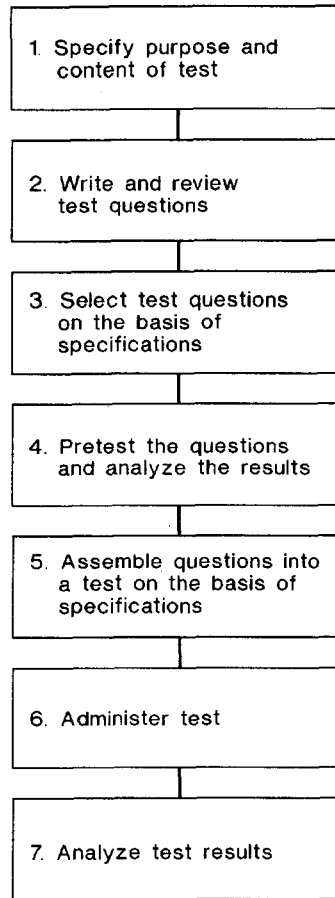 1. Specify purpose and
content of test
2. Write and review
test questions
3. Select test questions
on the basis of
specifications
4. Pretest the questions
and analyze the results
5. Assemble questions into
a test on the basis of
specifications
6. Administer test
7. Analyze test results